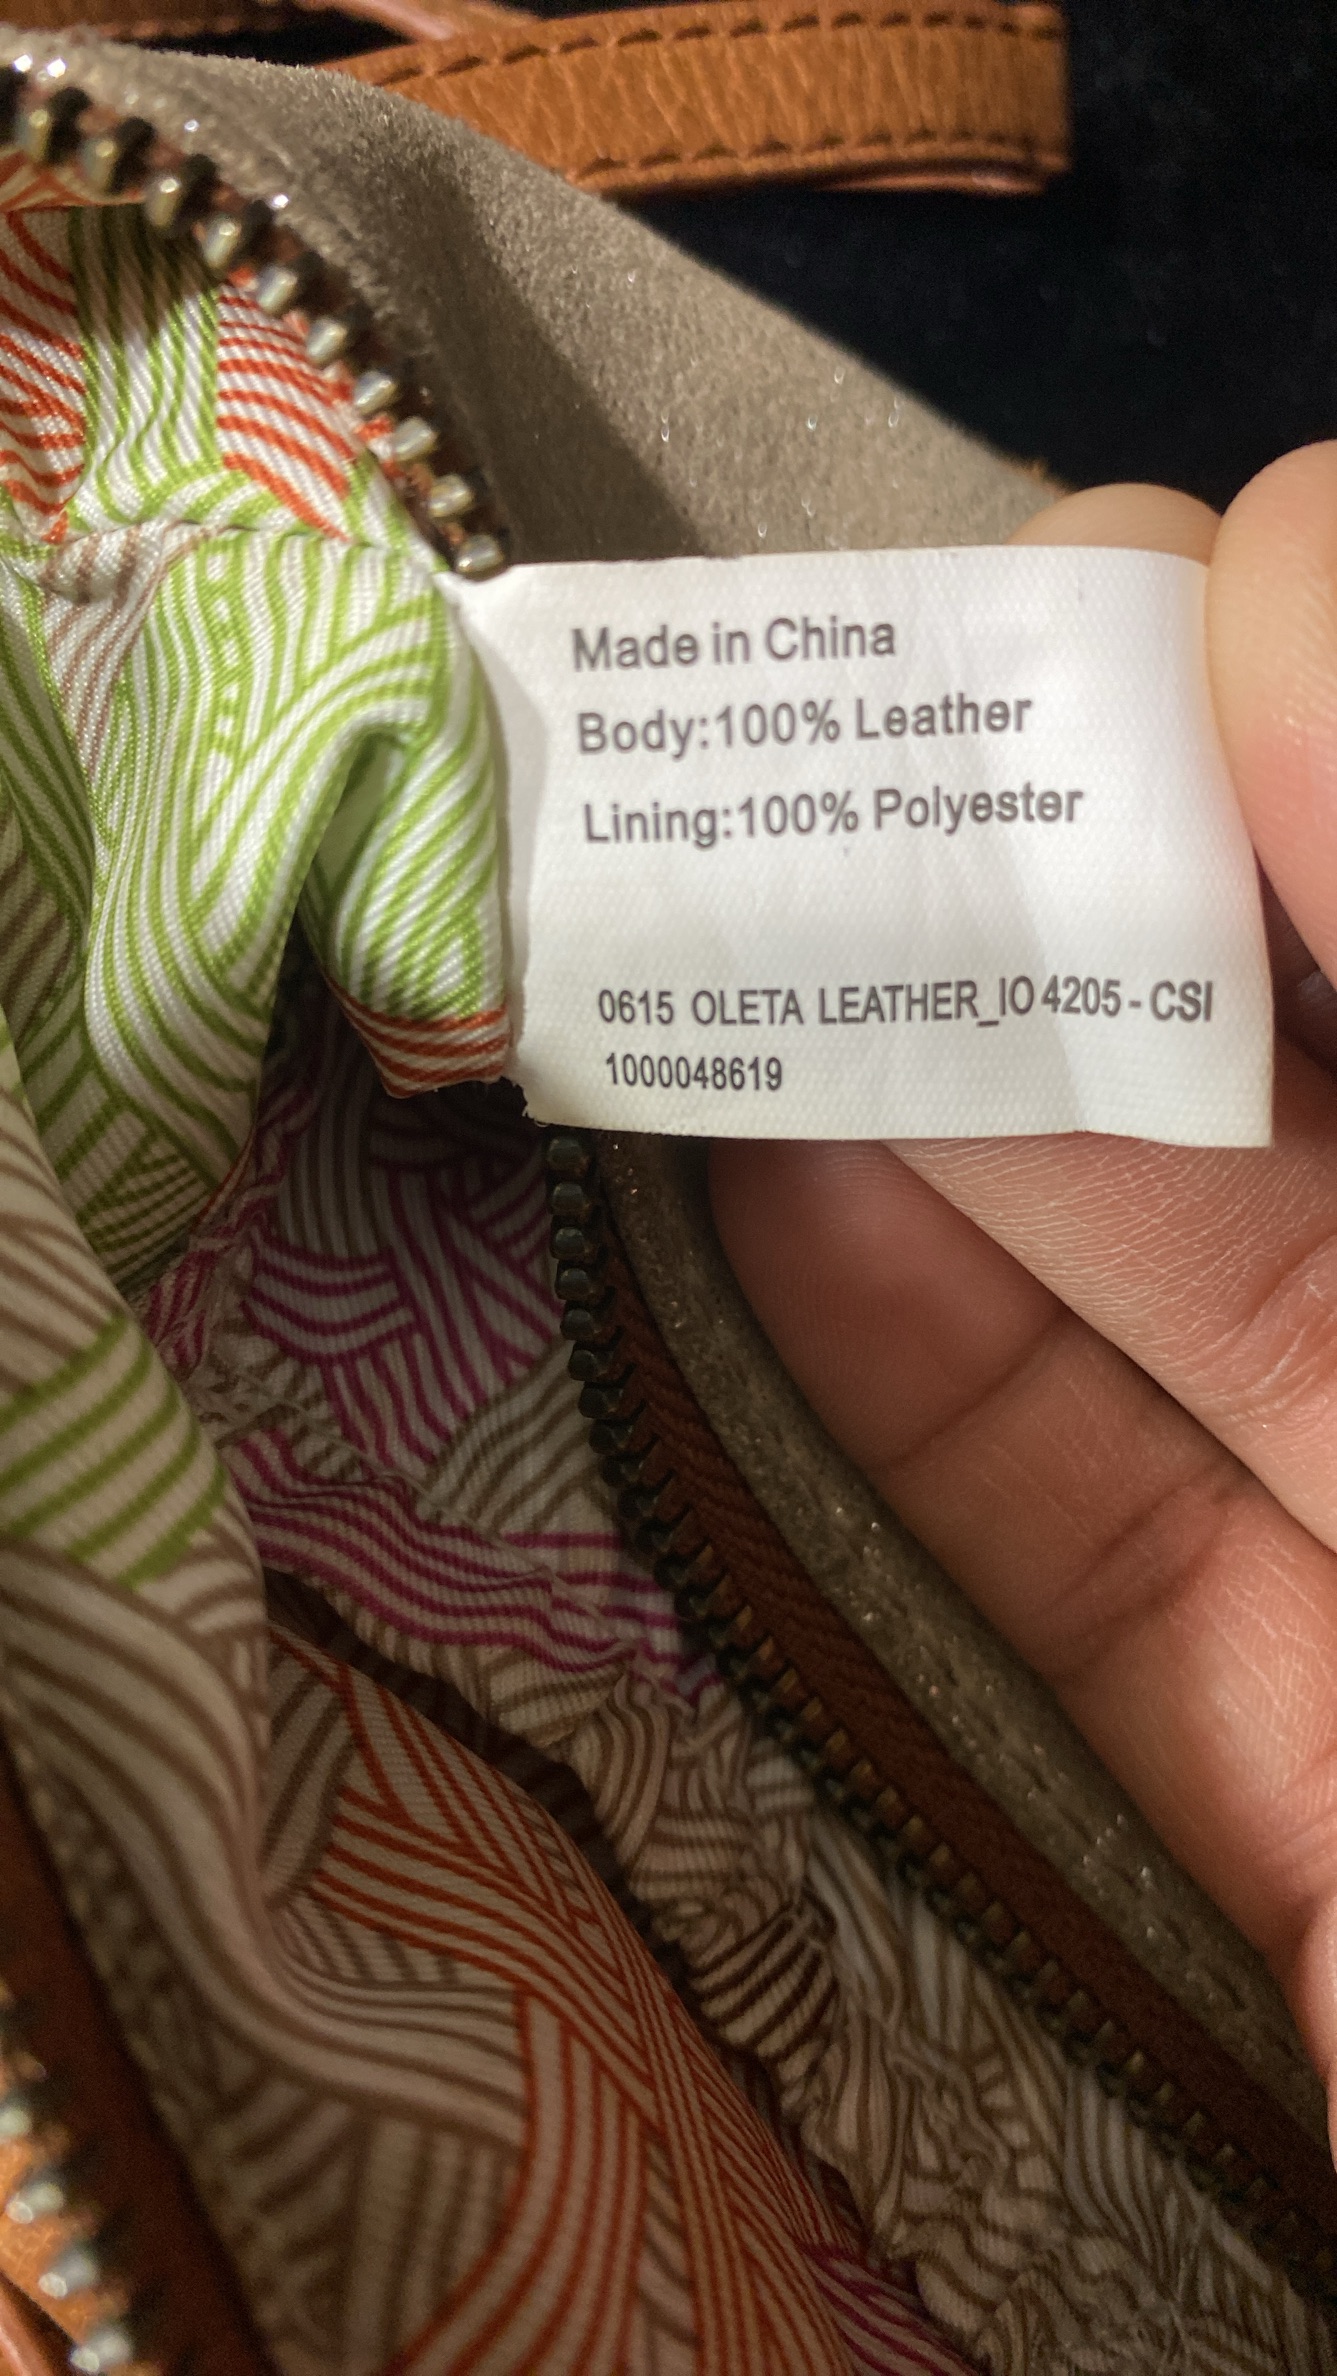 Made in China
Body:100% Leather
Lining:100% Polyester
0615 OLETA LEATHER_IO 4205-CSI
1000048619